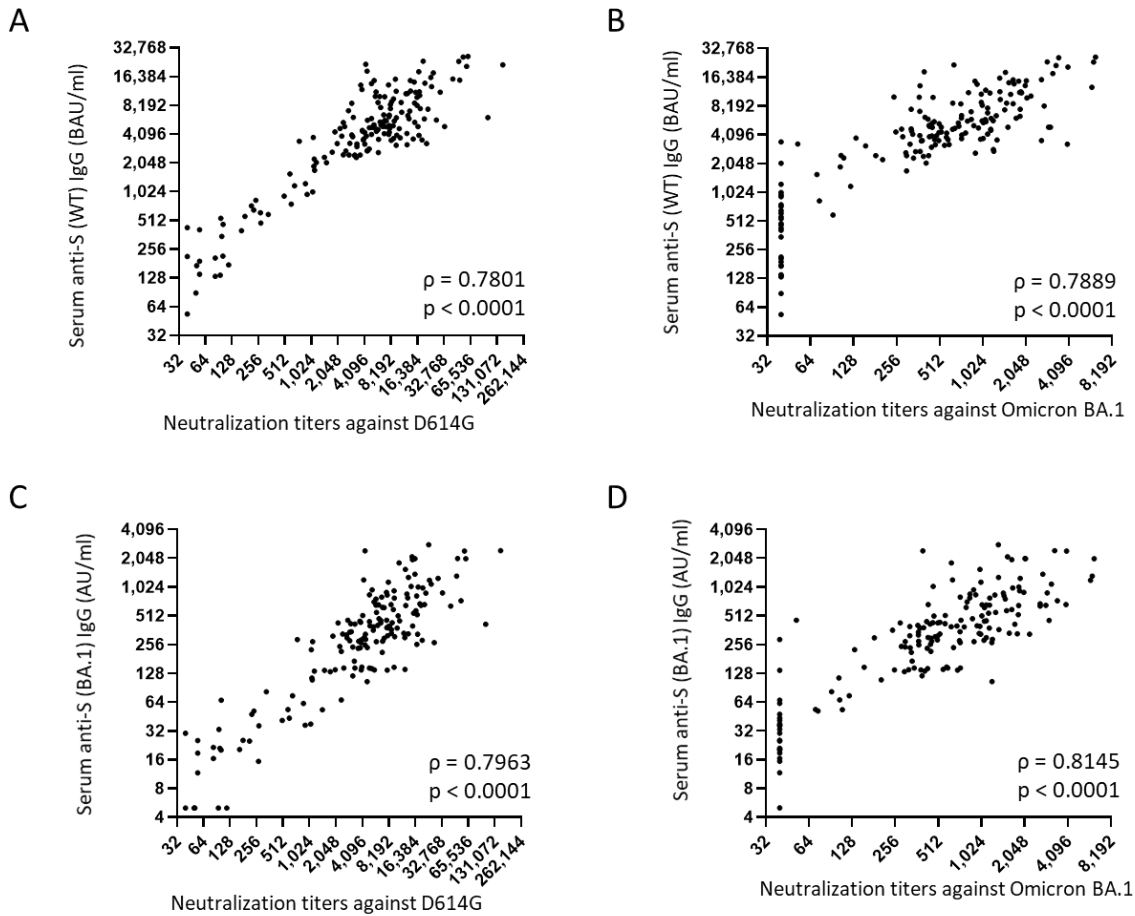 A
Serum anti-S (WT) IgG (BAU/ml)
32,768
16,384
8,192
4,096
2,048
1,024
512
256
128
64
32
ρ = 0.7801
p < 0.0001
32 64 128 256 512 1,024 2,048 4,096 8,192 16,384 32,768 65,536 131,072 262,144
Neutralization titers against D614G
B
Serum anti-S (WT) IgG (BAU/ml)
32,768
16,384
8,192
4,096
2,048
1,024
512
256
128
64
32
ρ = 0.7889
p < 0.0001
32 64 128 256 512 1,024 2,048 4,096 8,192
Neutralization titers against Omicron BA.1
C
Serum anti-S (BA.1) IgG (AU/ml)
4,096
2,048
1,024
512
256
128
64
32
16
8
4
ρ = 0.7963
p < 0.0001
32 64 128 256 512 1,024 2,048 4,096 8,192 16,384 32,768 65,536 131,072 262,144
Neutralization titers against D614G
D
Serum anti-S (BA.1) IgG (AU/ml)
4,096
2,048
1,024
512
256
128
64
32
16
8
4
ρ = 0.8145
p < 0.0001
32 64 128 256 512 1,024 2,048 4,096 8,192
Neutralization titers against Omicron BA.1